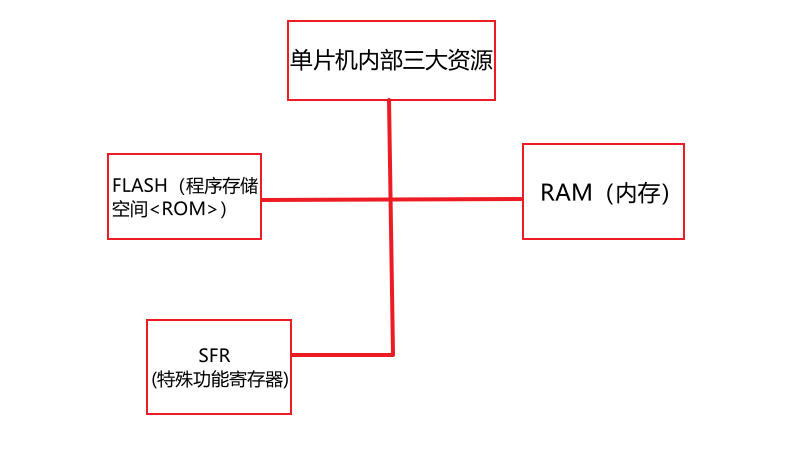 单片机内部三大资源
FLASH（程序存储
空间<ROM>）
RAM（内存）
SFR
(特殊功能寄存器)